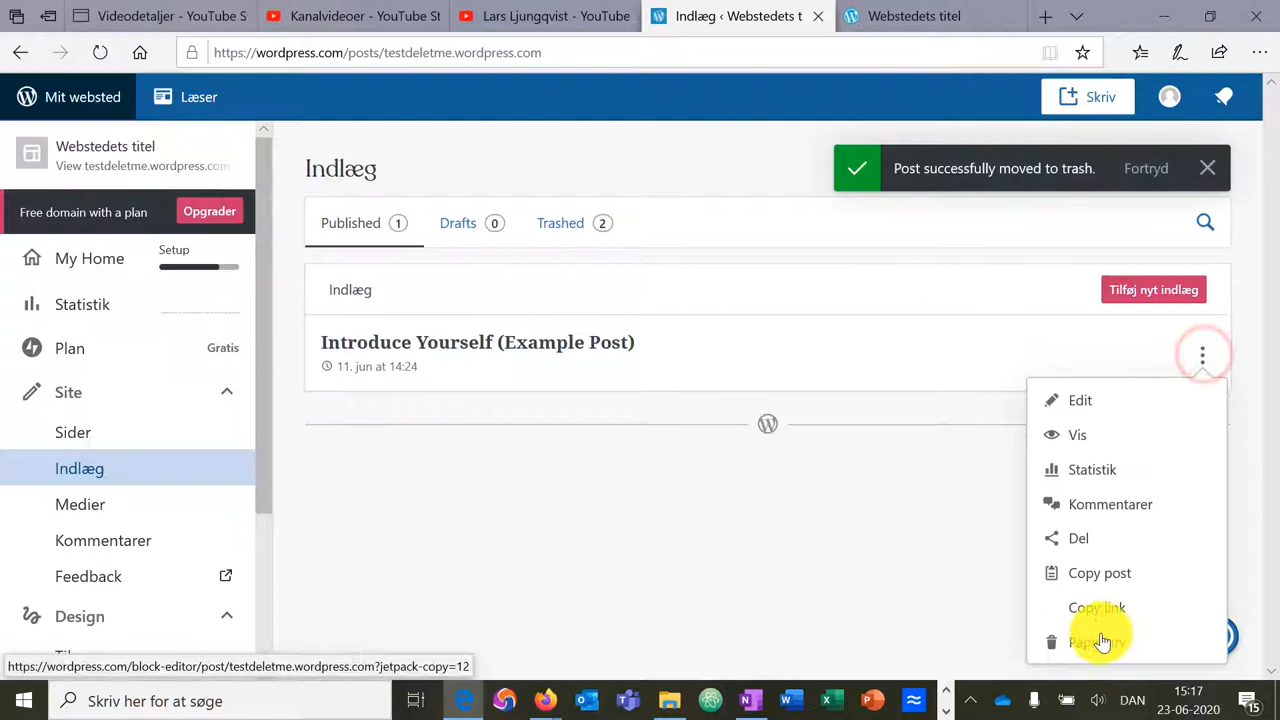 Videodetaljer - YouTube S
Kanalvideoer - YouTube St
Lars Ljungqvist - YouTube
Indlæg ‹ Webstedets t
Webstedets titel
https://wordpress.com/posts/testdeletme.wordpress.com
Mit websted
Læser
Skriv
Webstedets titel
View testdeletme.wordpress.com
Free domain with a plan
Opgrader
My Home
Setup
Statistik
Plan
Gratis
Site
Sider
Indlæg
Medier
Kommentarer
Feedback
Design
Indlæg
Post successfully moved to trash.
Fortryd
Published 1
Drafts 0
Trashed 2
Indlæg
Tilføj nyt indlæg
Introduce Yourself (Example Post)
11. jun at 14:24
Edit
Vis
Statistik
Kommentarer
Del
Copy post
Copy link
https://wordpress.com/block-editor/post/testdeletme.wordpress.com?jetpack-copy=12
Skriv her for at søge
DAN
15:17
23-06-2020
15